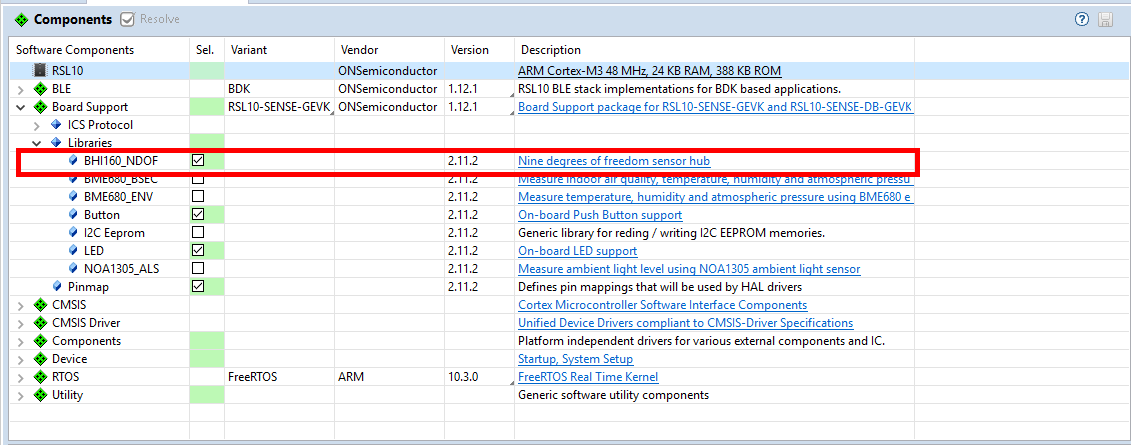 Components Resolve
Software Components Sel. Variant Vendor Version Description
RSL10 ONSemiconductor ARM Cortex-M3 48 MHz, 24 KB RAM, 388 KB ROM
BLE BDK ONSemiconductor 1.12.1 RSL10 BLE stack implementations for BDK based applications.
Board Support RSL10-SENSE-GEVK ONSemiconductor 1.12.1 Board Support package for RSL10-SENSE-GEVK and RSL10-SENSE-DB-GEVK
ICS Protocol
Libraries
BHI160_NDOF 2.11.2 Nine degrees of freedom sensor hub
BME680_BSEC 2.11.2 Measure indoor air quality, temperature, humidity and atmospheric pressu
BME680_ENV 2.11.2 Measure temperature, humidity and atmospheric pressure using BME680 e
Button 2.11.2 On-board Push Button support
I2C Eeprom 2.11.2 Generic library for reding / writing I2C EEPROM memories.
LED 2.11.2 On-board LED support
NOA1305_ALS 2.11.2 Measure ambient light level using NOA1305 ambient light sensor
Pinmap 2.11.2 Defines pin mappings that will be used by HAL drivers
CMSIS Cortex Microcontroller Software Interface Components
CMSIS Driver Unified Device Drivers compliant to CMSIS-Driver Specifications
Components Platform independent drivers for various external components and IC.
Device Startup, System Setup
RTOS FreeRTOS ARM 10.3.0 FreeRTOS Real Time Kernel
Utility Generic software utility components